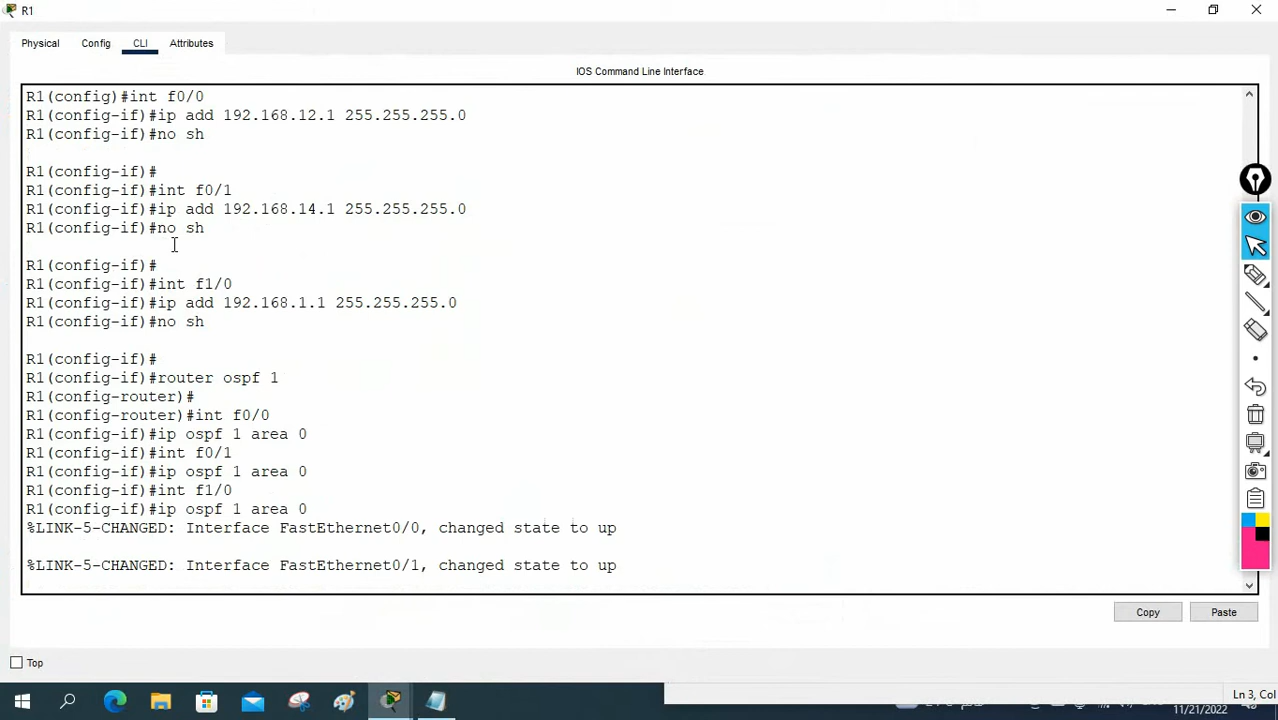 R1
Physical Config CLI Attributes
IOS Command Line Interface
R1(config)#int f0/0
R1(config-if)#ip add 192.168.12.1 255.255.255.0
R1(config-if)#no sh
R1(config-if)#
R1(config-if)#int f0/1
R1(config-if)#ip add 192.168.14.1 255.255.255.0
R1(config-if)#no sh
R1(config-if)#
R1(config-if)#int f1/0
R1(config-if)#ip add 192.168.1.1 255.255.255.0
R1(config-if)#no sh
R1(config-if)#
R1(config-if)#router ospf 1
R1(config-router)#
R1(config-router)#int f0/0
R1(config-if)#ip ospf 1 area 0
R1(config-if)#int f0/1
R1(config-if)#ip ospf 1 area 0
R1(config-if)#int f1/0
R1(config-if)#ip ospf 1 area 0
%LINK-5-CHANGED: Interface FastEthernet0/0, changed state to up
%LINK-5-CHANGED: Interface FastEthernet0/1, changed state to up
Copy Paste
Top
Ln 3, Col
11/21/2022